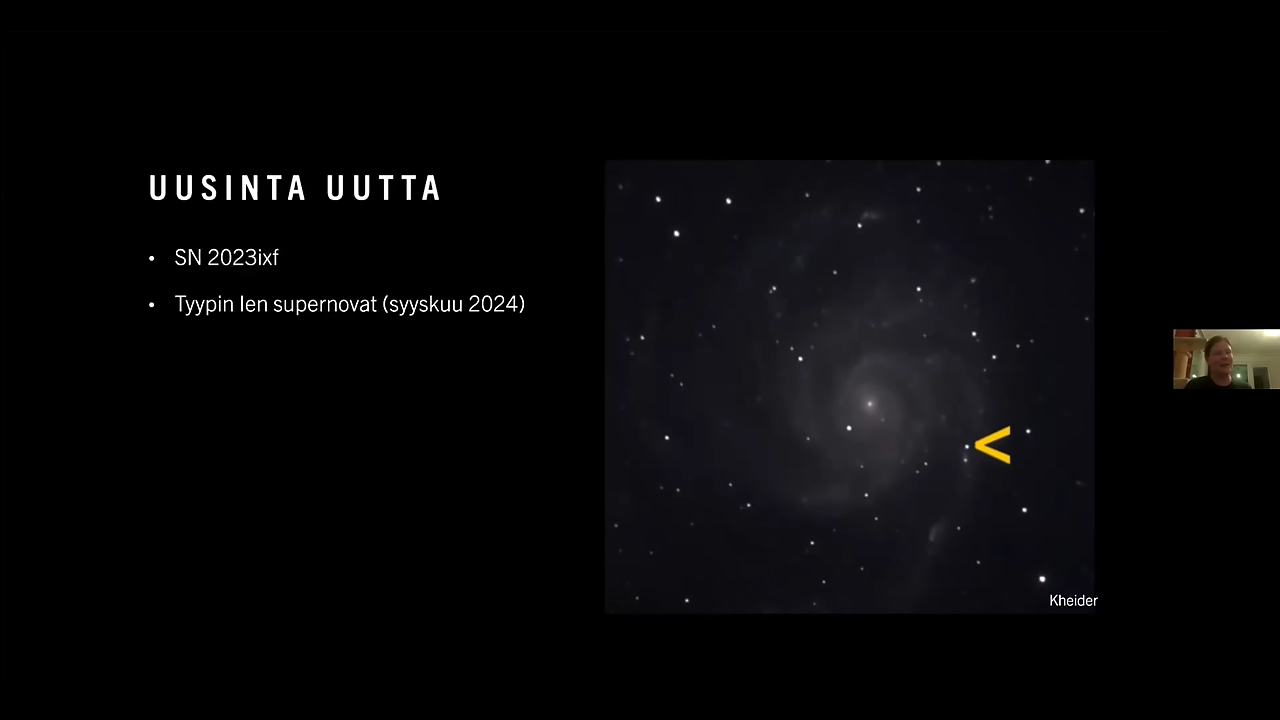 UUSINTA UUTTA
• SN 2023ixf
• Tyypin Ien supernovat (syyskuu 2024)
<
Kheider